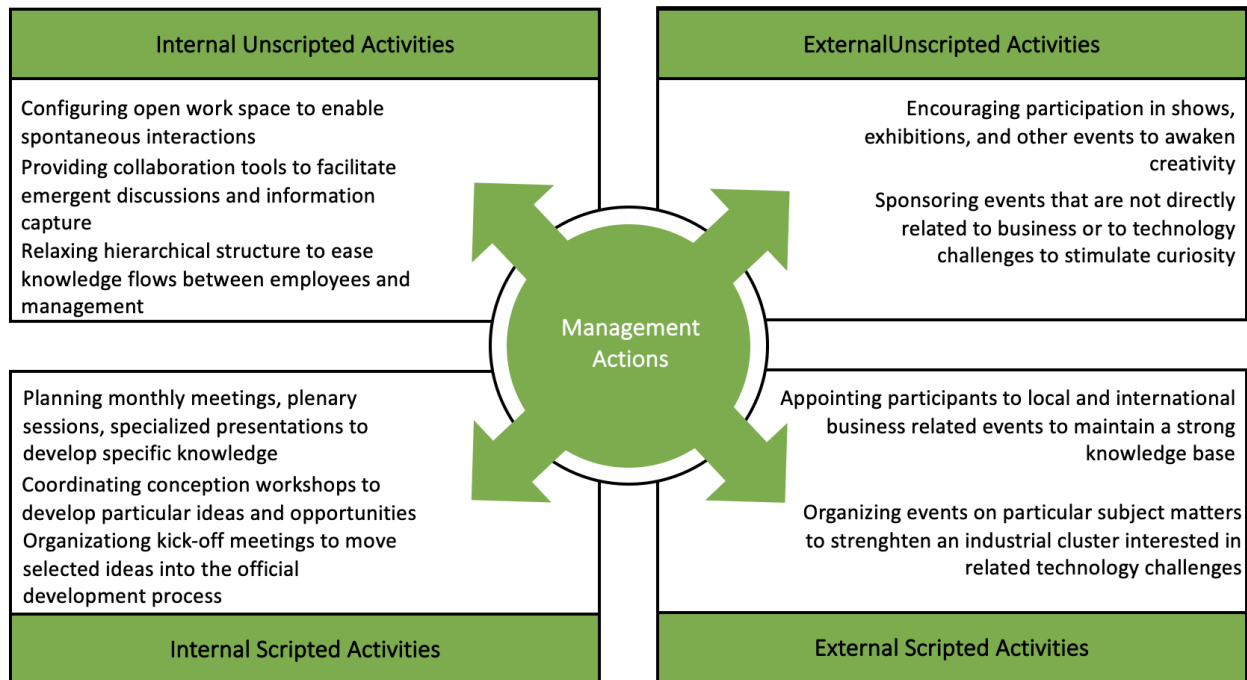 Internal Unscripted Activities
Configuring open work space to enable
spontaneous interactions
Providing collaboration tools to facilitate
emergent discussions and information
capture
Relaxing hierarchical structure to ease
knowledge flows between employees and
management
ExternalUnscripted Activities
Encouraging participation in shows,
exhibitions, and other events to awaken
creativity
Sponsoring events that are not directly
related to business or to technology
challenges to stimulate curiosity
Management
Actions
Planning monthly meetings, plenary
sessions, specialized presentations to
develop specific knowledge
Coordinating conception workshops to
develop particular ideas and opportunities
Organizationg kick-off meetings to move
selected ideas into the official
development process
Internal Scripted Activities
Appointing participants to local and international
business related events to maintain a strong
knowledge base
Organizing events on particular subject matters
to strenghten an industrial cluster interested in
related technology challenges
External Scripted Activities